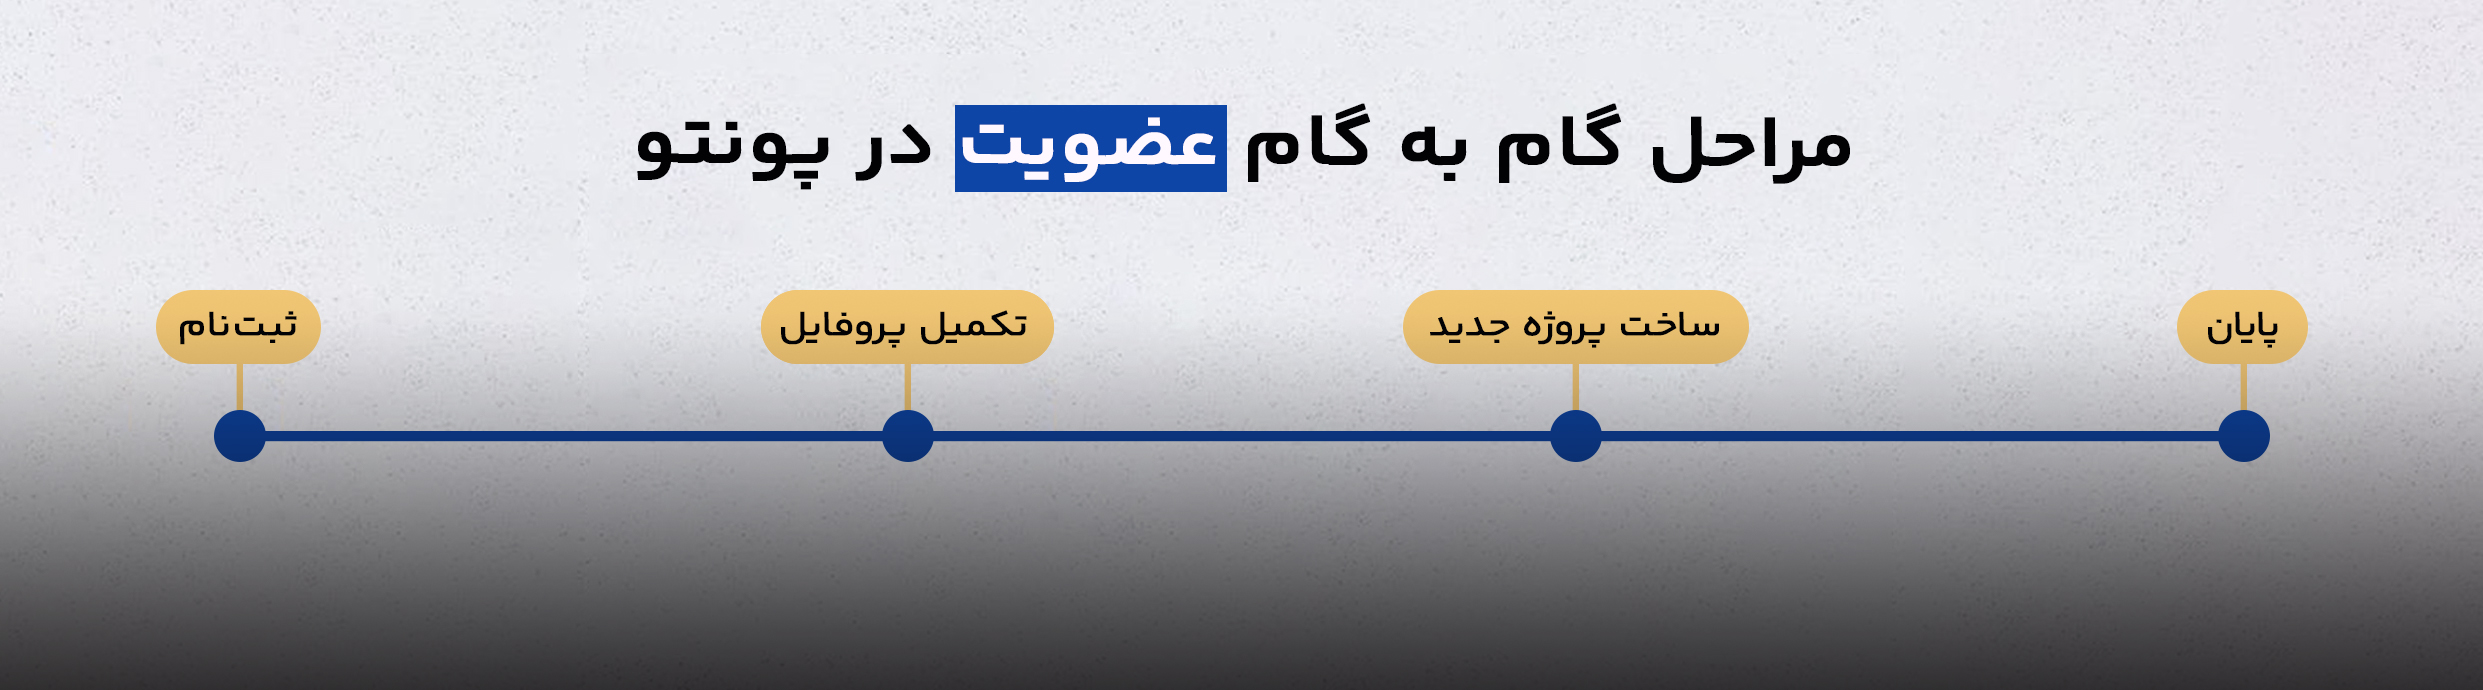 مراحل گام به گام عضویت در پونتو
ثبت‌نام
تکمیل پروفایل
ساخت پروژه جدید
پایان